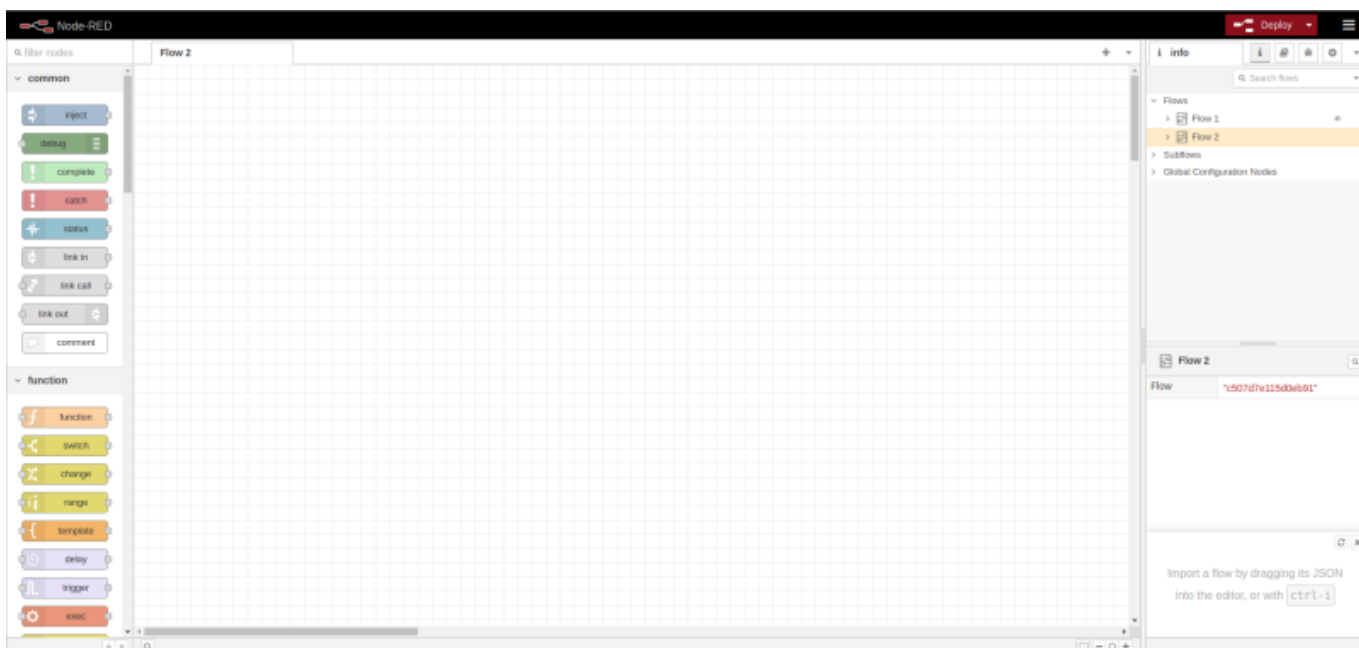 Node-RED
Deploy
filter nodes
Flow 2
info
common
Search flows
inject
Flows
Flow 1
debug
Flow 2
Subflows
complete
Global Configuration Nodes
catch
status
link in
link call
link out
comment
Flow 2
function
Flow
"c507d7e115d0eb91"
function
switch
change
range
template
delay
Import a flow by dragging its JSON
trigger
into the editor, or with ctrl-i
exec